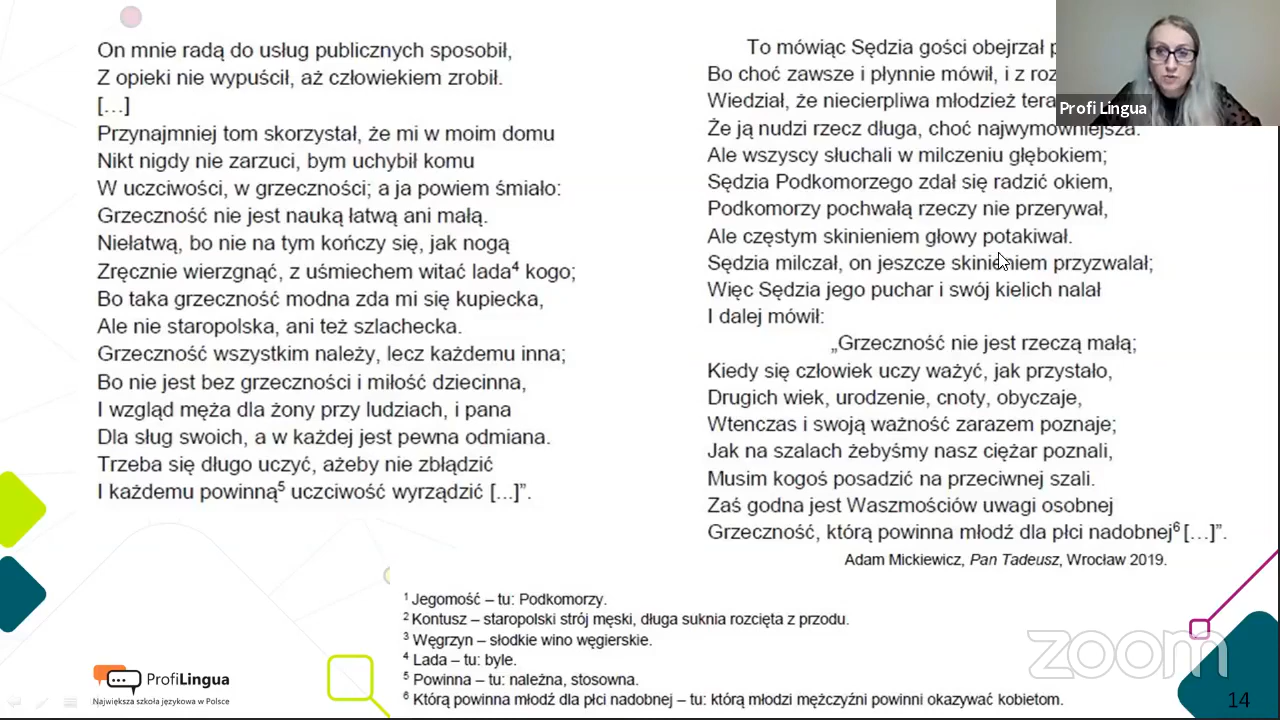 On mnie radą do usług publicznych sposobił,
Z opieki nie wypuścił, aż człowiekiem zrobił.
[…]
Przynajmniej tom skorzystał, że mi w moim domu
Nikt nigdy nie zarzuci, bym uchybił komu
W uczciwości, w grzeczności; a ja powiem śmiało:
Grzeczność nie jest nauką łatwą ani małą.
Niełatwą, bo nie na tym kończy się, jak nogą
Zręcznie wierzgnąć, z uśmiechem witać lada⁴ kogo;
Bo taka grzeczność modna zda mi się kupiecka,
Ale nie staropolska, ani też szlachecka.
Grzeczność wszystkim należy, lecz każdemu inna;
Bo nie jest bez grzeczności i miłość dziecinna,
I wzgląd męża dla żony przy ludziach, i pana
Dla sług swoich, a w każdej jest pewna odmiana.
Trzeba się długo uczyć, ażeby nie zbłądzić
I każdemu powinną⁵ uczciwość wyrządzić […]”.
To mówiąc Sędzia gości obejrzał
Bo choć zawsze i płynnie mówił, i z
Wiedział, że niecierpliwa młodzież
Że ją nudzi rzecz długa, choć najwymowniejsza.
Ale wszyscy słuchali w milczeniu głębokiem;
Sędzia Podkomorzego zdał się radzić okiem,
Podkomorzy pochwałą rzeczy nie przerywał,
Ale częstym skinieniem głowy potakiwał.
Sędzia milczał, on jeszcze skinieniem przyzwalał;
Więc Sędzia jego puchar i swój kielich nalał
I dalej mówił:
„Grzeczność nie jest rzeczą małą;
Kiedy się człowiek uczy ważyć, jak przystało,
Drugich wiek, urodzenie, cnoty, obyczaje,
Wtenczas i swoją ważność zarazem poznaje;
Jak na szalach żebyśmy nasz ciężar poznali,
Musim kogoś posadzić na przeciwnej szali.
Zaś godna jest Waszmościów uwagi osobnej
Grzeczność, którą powinna młodź dla płci nadobnej⁶ […]”.
Adam Mickiewicz, Pan Tadeusz, Wrocław 2019.
¹ Jegomość – tu: Podkomorzy.
² Kontusz – staropolski strój męski, długa suknia rozcięta z przodu.
³ Węgrzyn – słodkie wino węgierskie.
⁴ Lada – tu: byle.
⁵ Powinna – tu: należna, stosowna.
⁶ Którą powinna młodź dla płci nadobnej – tu: którą młodzi mężczyźni powinni okazywać kobietom.
Profi Lingua
ProfiLingua
Największa szkoła językowa w Polsce
zoom
14